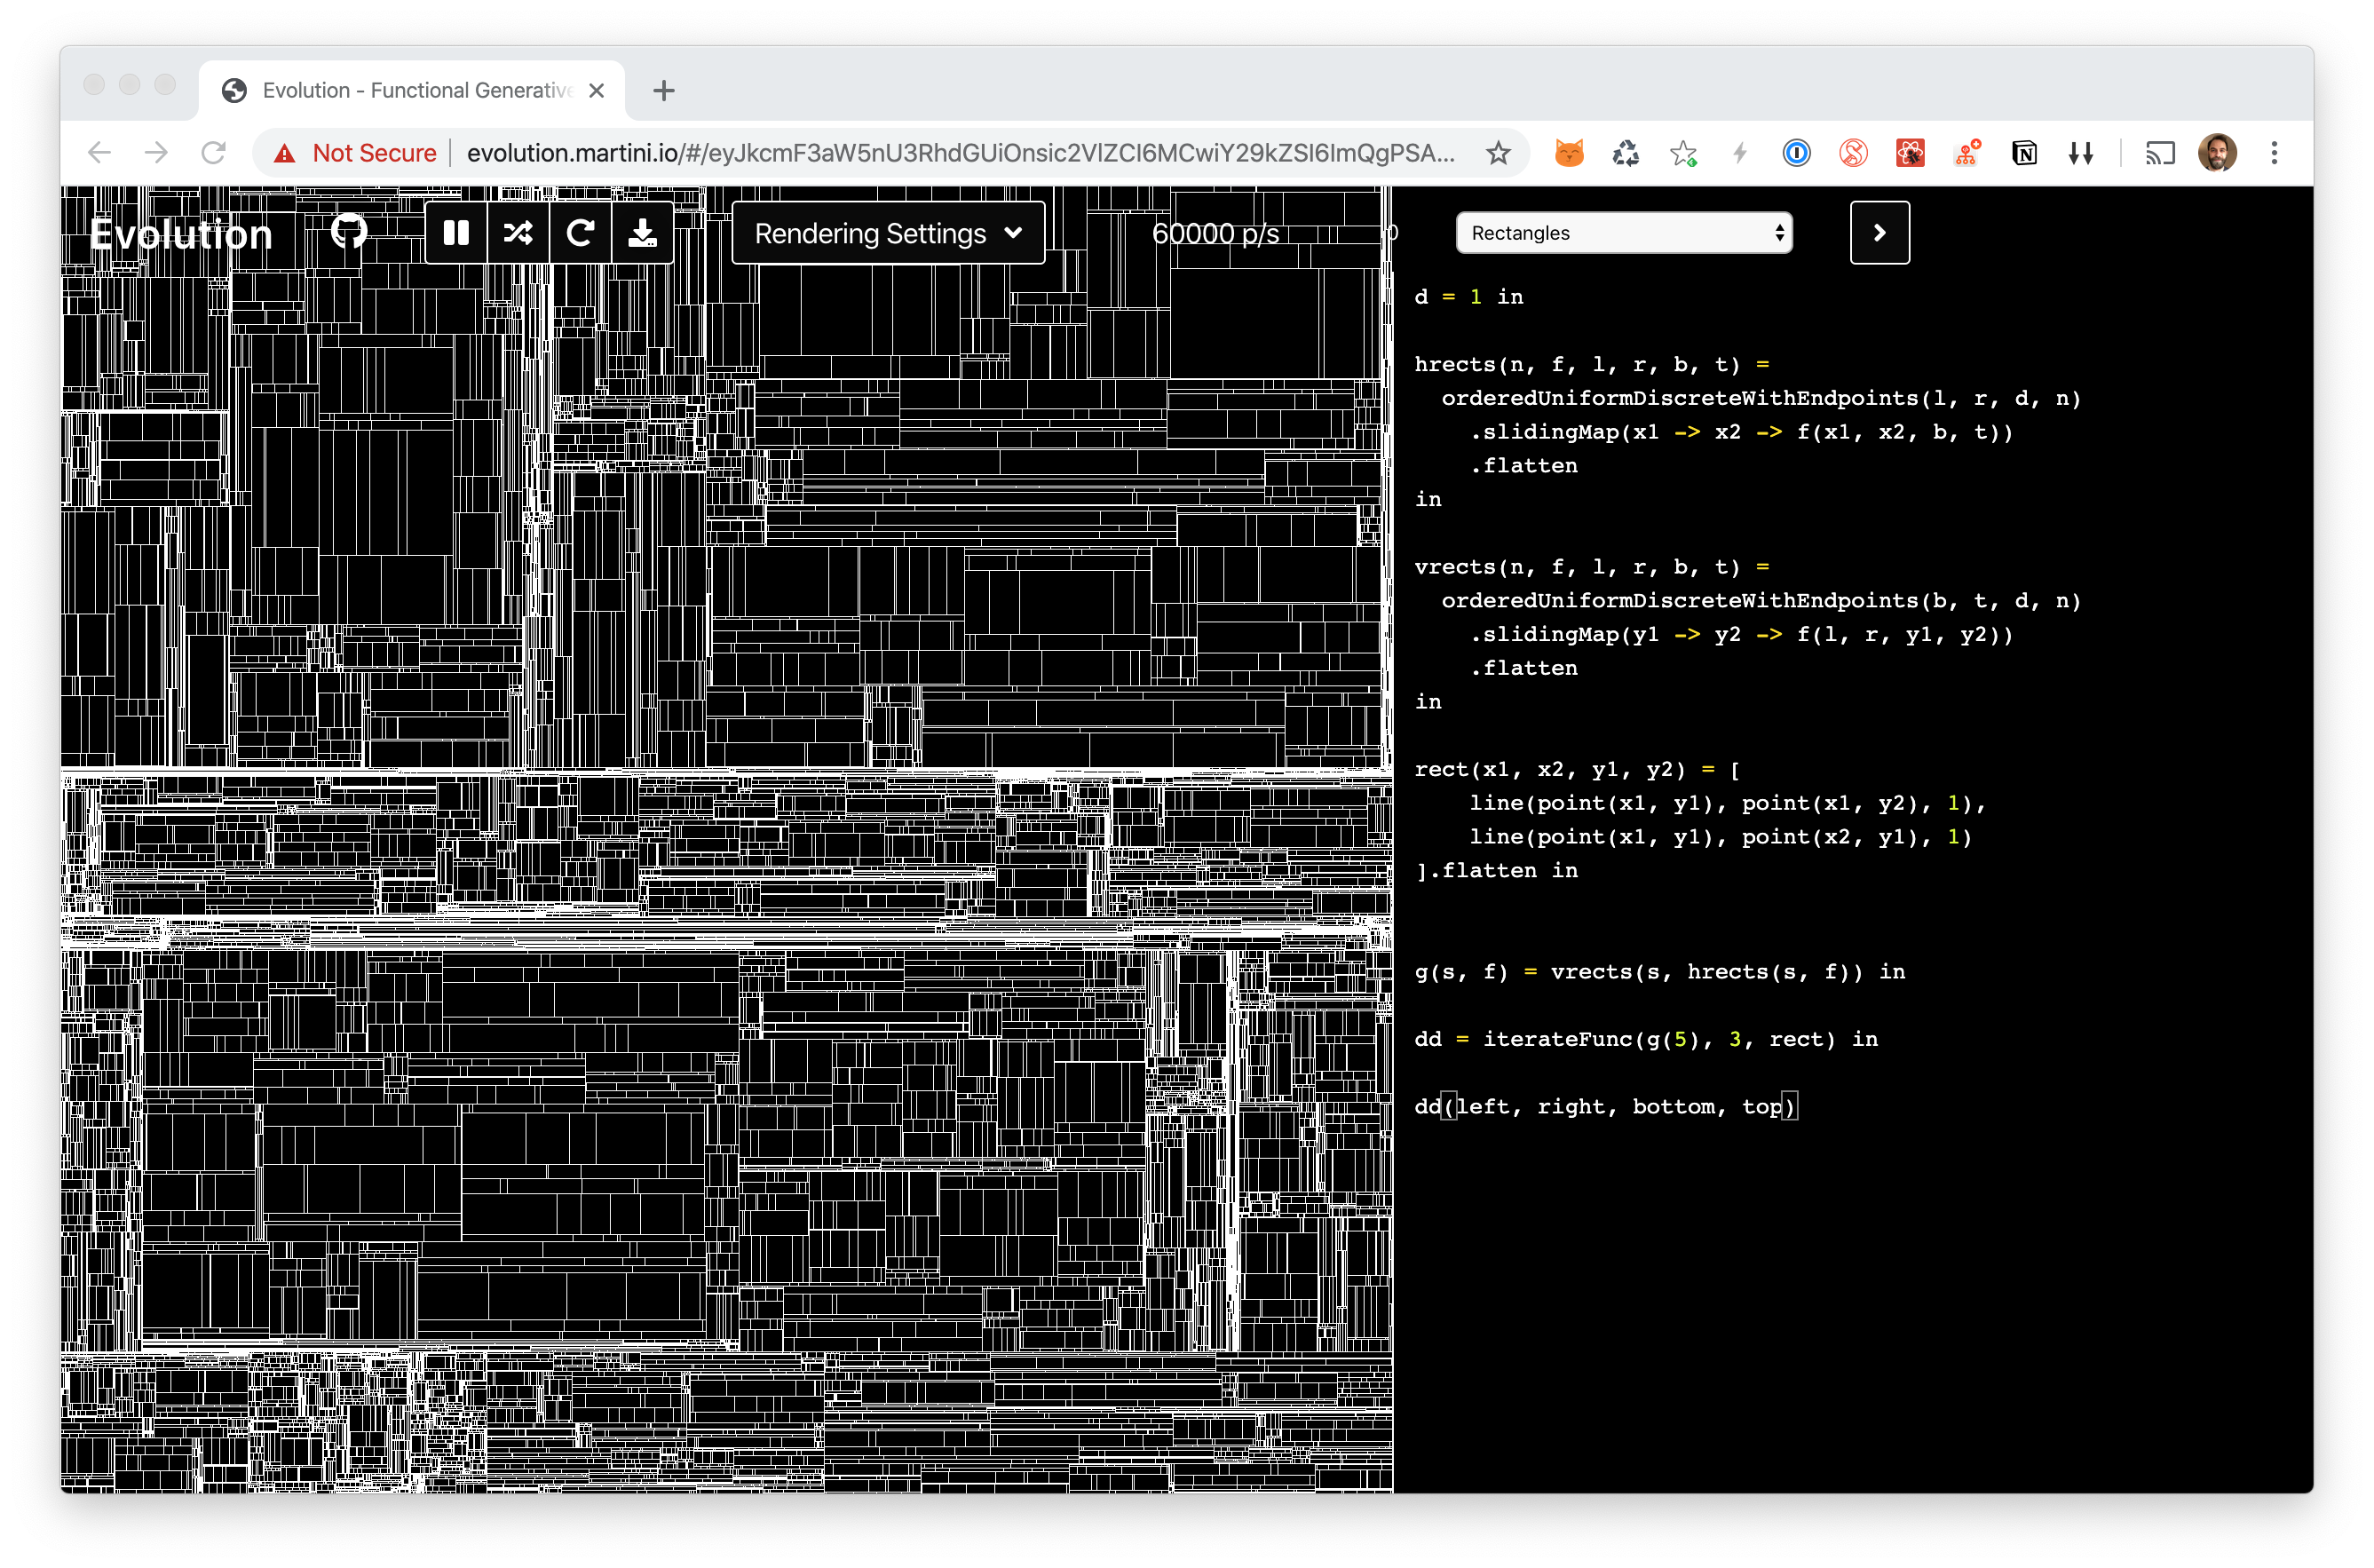 Evolution - Functional Generative
Not Secure evolution.martini.io/#/eyJkcmF3aW5nU3RhdGUiOnsic2VlZCI6MCwiY29kZSI6ImQgPSA...
Evolution
Rendering Settings
60000 p/s
Rectangles
d = 1 in
hrects(n, f, l, r, b, t) =
orderedUniformDiscreteWithEndpoints(l, r, d, n)
.slidingMap(x1 -> x2 -> f(x1, x2, b, t))
.flatten
in
vrects(n, f, l, r, b, t) =
orderedUniformDiscreteWithEndpoints(b, t, d, n)
.slidingMap(y1 -> y2 -> f(l, r, y1, y2))
.flatten
in
rect(x1, x2, y1, y2) = [
line(point(x1, y1), point(x1, y2), 1),
line(point(x1, y1), point(x2, y1), 1)
].flatten in
g(s, f) = vrects(s, hrects(s, f)) in
dd = iterateFunc(g(5), 3, rect) in
dd(left, right, bottom, top)